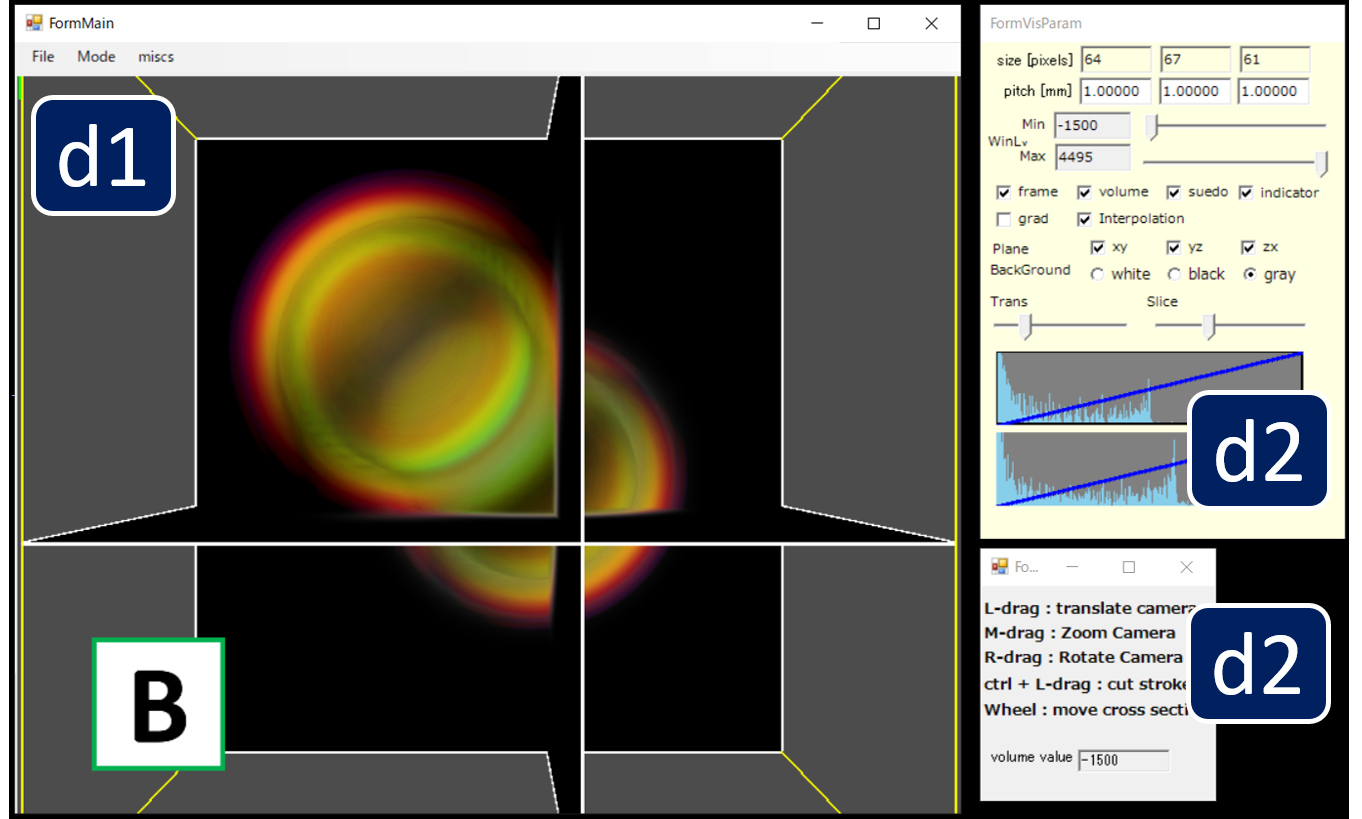 FormMain
File Mode miscs
d1
B
FormVisParam
size [pixels] 64 67 61
pitch [mm] 1.00000 1.00000 1.00000
Min -1500
WinLv
Max 4495
frame volume suedo indicator
grad Interpolation
Plane xy yz zx
BackGround white black gray
Trans Slice
d2
Fo...
L-drag : translate camera
M-drag : Zoom Camera
R-drag : Rotate Camera
ctrl + L-drag : cut stroke
Wheel : move cross secti
d2
volume value -1500